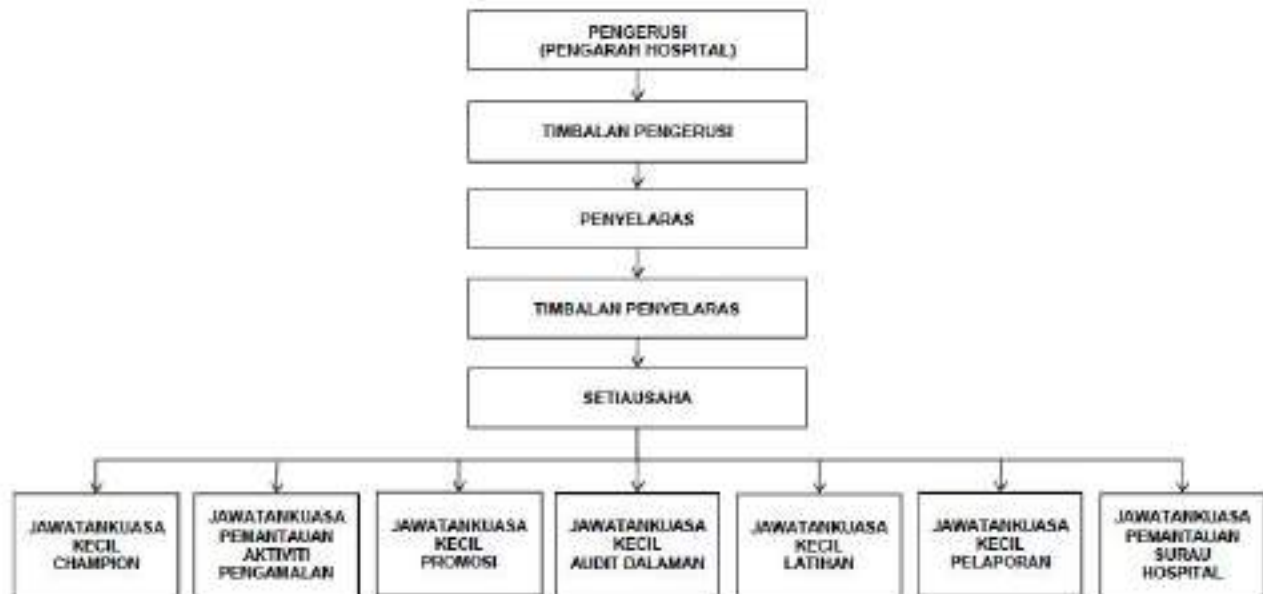 PENGERUSI
(PENGARAH HOSPITAL)
TIMBALAN PENGERUSI
PENYELARAS
TIMBALAN PENYELARAS
SETIAUSAHA
JAWATANKUASA
KECIL
CHAMPION
JAWATANKUASA
PEMANTAUAN
AKTIVITI
PENGAMALAN
JAWATANKUASA
KECIL
PROMOSI
JAWATANKUASA
KECIL
AUDIT DALAMAN
JAWATANKUASA
KECIL
LATIHAN
JAWATANKUASA
KECIL
PELAPORAN
JAWATANKUASA
PEMANTAUAN
SURAU
HOSPITAL